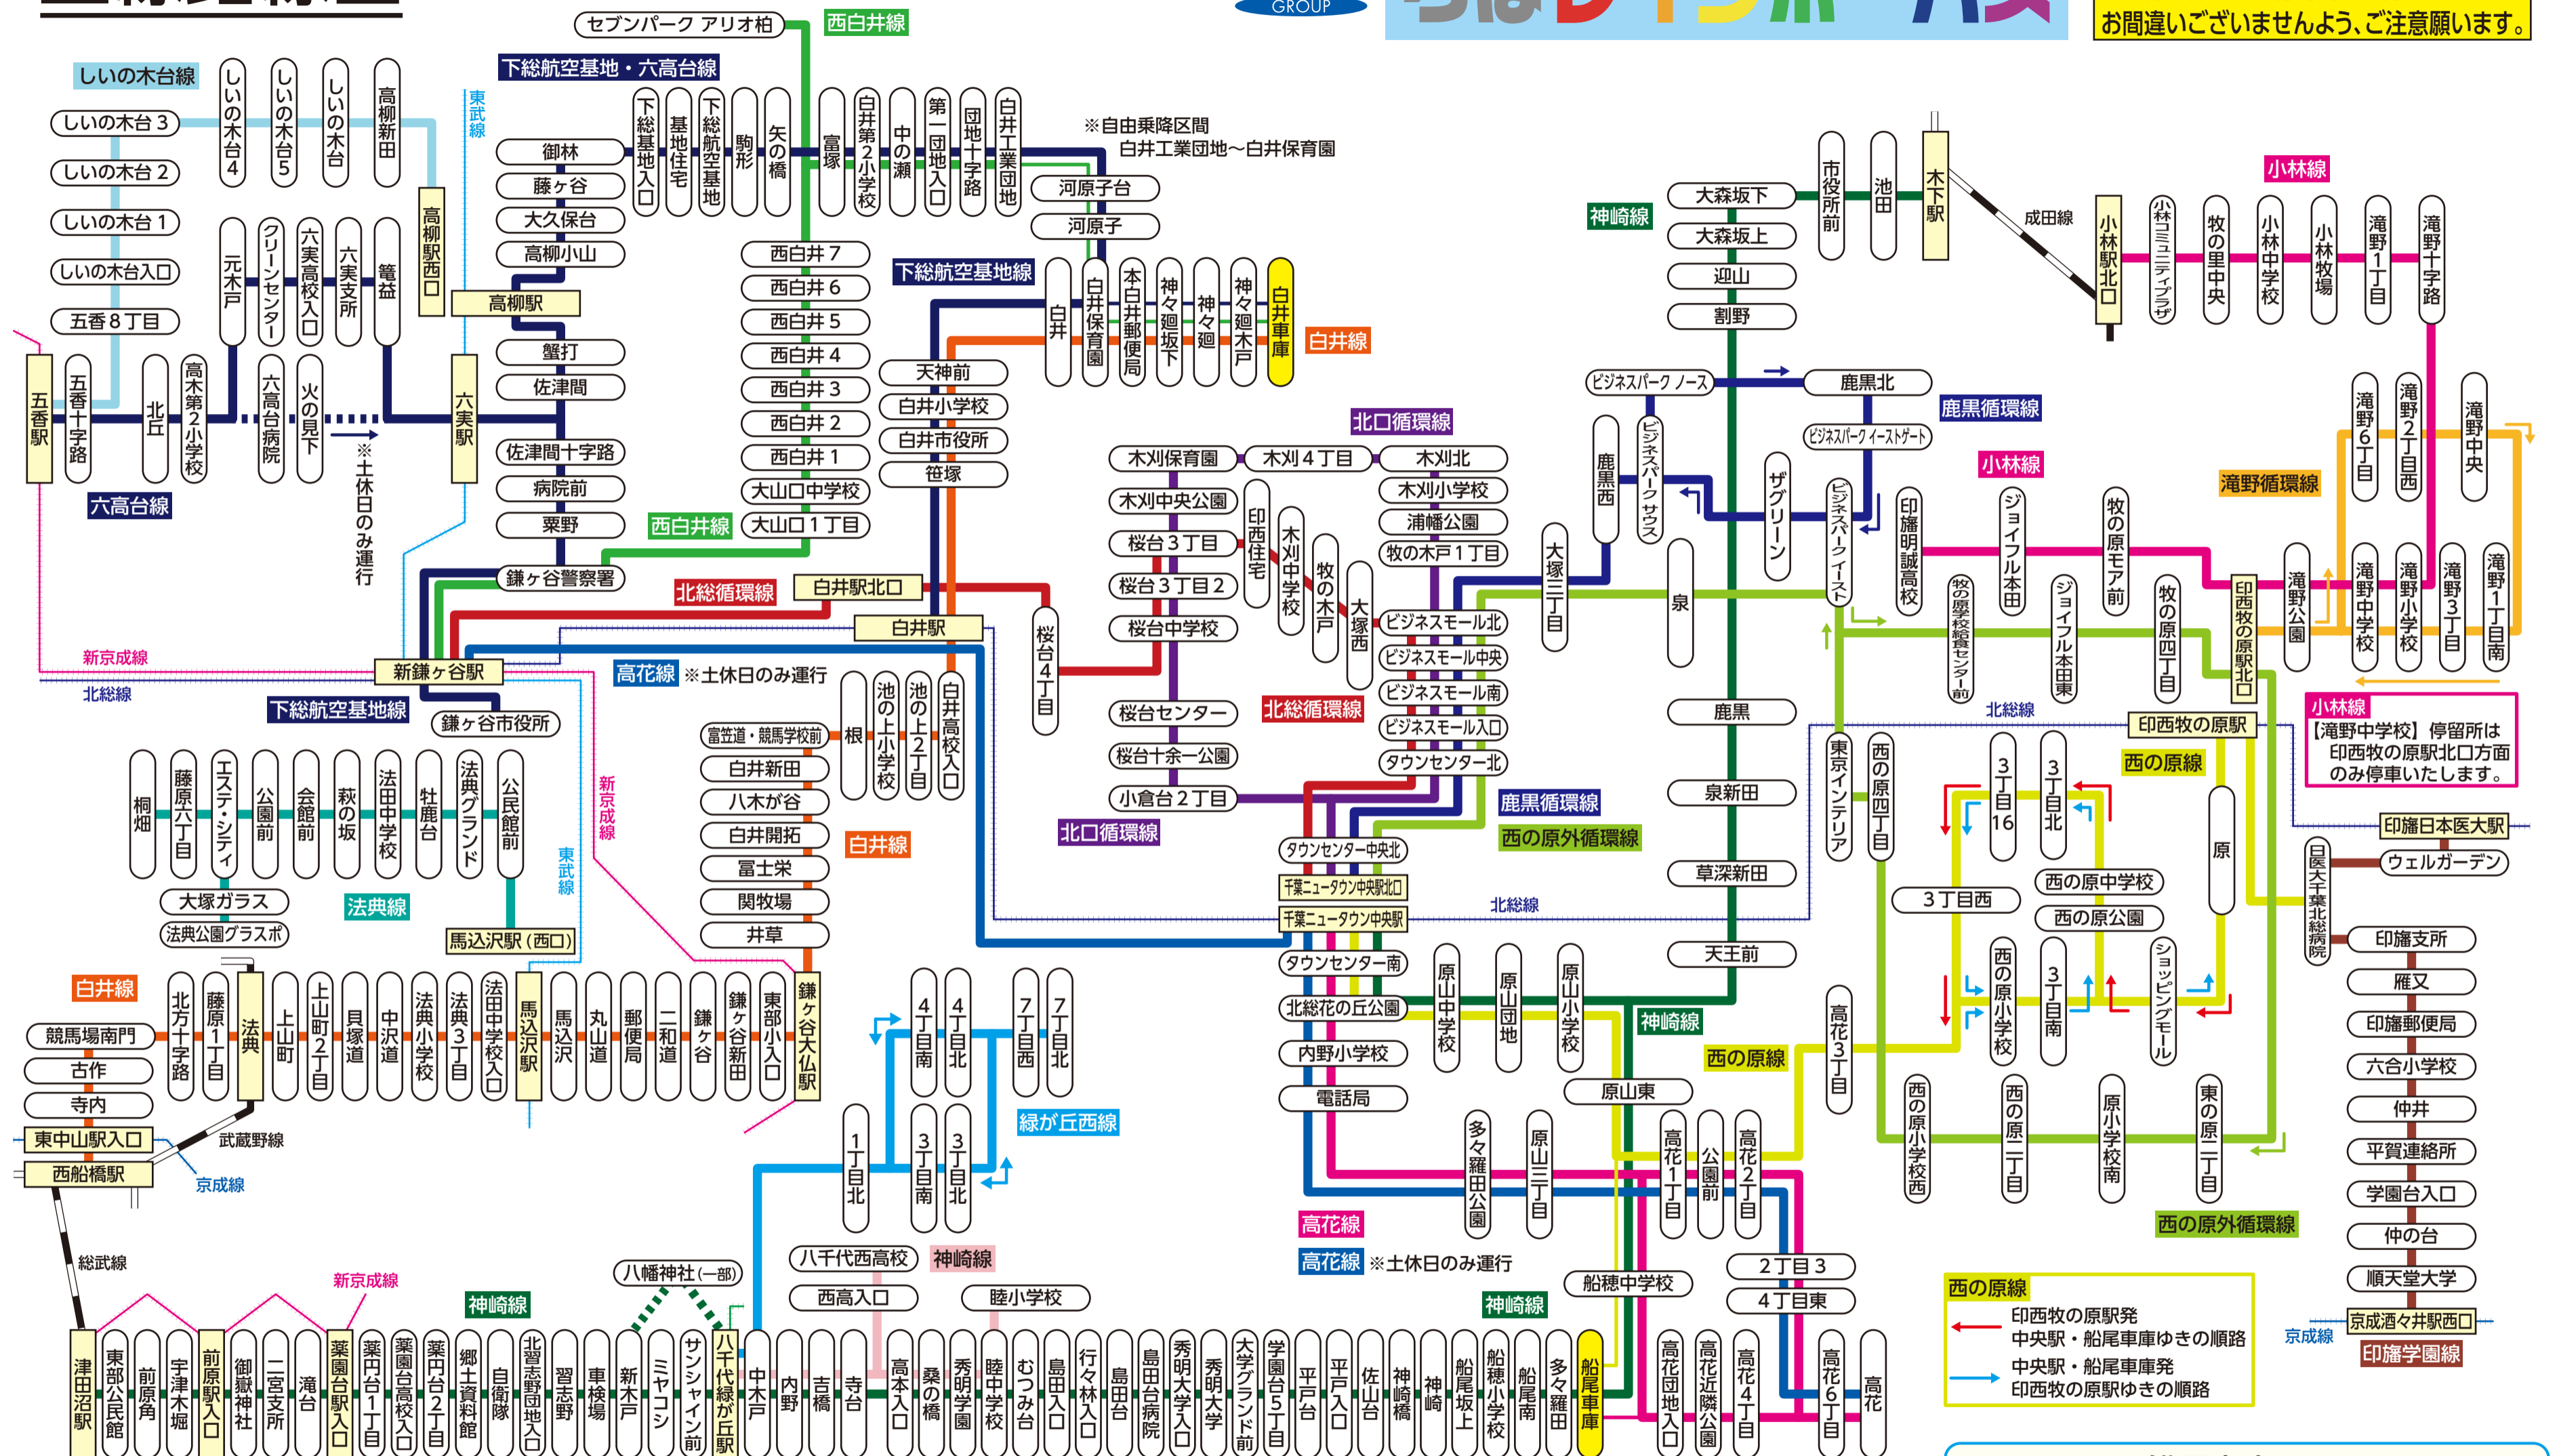 GROUP
お間違いございませんよう、ご注意願います。
西白井線
セブンパーク アリオ柏
下総航空基地・六高台線
しいの木台線
しいの木台4
しいの木台5
しいの木台
高柳新田
東武線
しいの木台3
しいの木台2
しいの木台1
しいの木台入口
五香8丁目
高柳駅西口
元木戸
クリーンセンター
六実高校入口
六実支所
篭益
五香駅
五香十字路
北丘
高木第2小学校
六高台病院
火の見下
※土休日のみ運行
六高台線
六実駅
御林
藤ヶ谷
大久保台
高柳小山
高柳駅
蟹打
佐津間
佐津間十字路
病院前
粟野
鎌ヶ谷警察署
下総基地入口
基地住宅
下総航空基地
駒形
矢の橋
富塚
白井第2小学校
中の瀬
第一団地入口
団地十字路
白井工業団地
※自由乗降区間
白井工業団地～白井保育園
河原子台
河原子
西白井7
西白井6
西白井5
西白井4
西白井3
西白井2
西白井1
大山口中学校
大山口1丁目
西白井線
下総航空基地線
白井
白井保育園
本白井郵便局
神々廻坂下
神々廻
神々廻木戸
白井車庫
白井線
天神前
白井小学校
白井市役所
笹塚
北総循環線
白井駅北口
白井駅
新京成線
北総線
新鎌ヶ谷駅
下総航空基地線
鎌ヶ谷市役所
高花線
※土休日のみ運行
桜台4丁目
北口循環線
木刈保育園
木刈4丁目
木刈北
木刈中央公園
木刈小学校
浦幡公園
桜台3丁目
牧の木戸1丁目
桜台3丁目2
桜台中学校
印西住宅
木刈中学校
牧の木戸
大塚西
ビジネスモール北
ビジネスモール中央
ビジネスモール南
ビジネスモール入口
タウンセンター北
北総循環線
桜台センター
桜台十余一公園
小倉台2丁目
北口循環線
鹿黒循環線
西の原外循環線
タウンセンター中央北
千葉ニュータウン中央駅北口
千葉ニュータウン中央駅
タウンセンター南
北総花の丘公園
内野小学校
電話局
北総線
神崎線
大森坂下
大森坂上
迎山
割野
市役所前
池田
木下駅
成田線
小林線
小林駅北口
小林コミュニティプラザ
牧の里中央
小林中学校
小林牧場
滝野1丁目
滝野十字路
ビジネスパーク ノース
鹿黒北
鹿黒循環線
ビジネスパーク イーストゲート
鹿黒西
ビジネスパーク サウス
ザグリーン
ビジネスパーク イースト
大塚三丁目
泉
鹿黒
泉新田
草深新田
天王前
小林線
印旛明誠高校
ジョイフル本田
牧の原モア前
牧の原学校給食センター前
ジョイフル本田東
牧の原四丁目
印西牧の原駅北口
滝野循環線
滝野6丁目
滝野2丁目西
滝野中央
滝野公園
滝野中学校
滝野小学校
滝野3丁目
滝野1丁目南
小林線
【滝野中学校】停留所は
印西牧の原駅北口方面
のみ停車いたします。
北総線
印西牧の原駅
西の原線
東京インテリア
西の原四丁目
3丁目16
3丁目北
原
3丁目西
西の原中学校
西の原公園
西の原小学校
3丁目南
ショッピングモール
印旛日本医大駅
ウェルガーデン
日医大千葉北総病院
印旛支所
雁又
印旛郵便局
六合小学校
仲井
平賀連絡所
学園台入口
仲の台
順天堂大学
京成酒々井駅西口
京成線
印旛学園線
桐畑
藤原六丁目
エステ・シティ
公園前
会館前
萩の坂
法田中学校
牡鹿台
法典グランド
公民館前
大塚ガラス
法典公園グラスポ
法典線
馬込沢駅(西口)
東武線
新京成線
冨笠道・競馬学校前
白井新田
八木が谷
白井開拓
冨士栄
関牧場
井草
根
池の上小学校
池の上2丁目
白井高校入口
白井線
白井線
競馬場南門
古作
寺内
東中山駅入口
西船橋駅
京成線
武蔵野線
総武線
北方十字路
藤原1丁目
法典
上山町
上山町2丁目
貝塚道
中沢道
法典小学校
法典3丁目
法田中学校入口
馬込沢駅
馬込沢
丸山道
郵便局
二和道
鎌ヶ谷
鎌ヶ谷新田
東部小入口
鎌ヶ谷大仏駅
4丁目南
4丁目北
7丁目西
7丁目北
緑が丘西線
1丁目北
3丁目南
3丁目北
原山中学校
原山団地
原山小学校
神崎線
西の原線
高花3丁目
原山東
多々羅田公園
原山三丁目
高花1丁目
公園前
高花2丁目
西の原小学校西
西の原二丁目
原小学校南
東の原二丁目
西の原外循環線
高花線
高花線
※土休日のみ運行
2丁目3
4丁目東
船穂中学校
神崎線
西の原線
印西牧の原駅発
中央駅・船尾車庫ゆきの順路
中央駅・船尾車庫発
印西牧の原駅ゆきの順路
新京成線
神崎線
八幡神社(一部)
八千代西高校
神崎線
西高入口
睦小学校
津田沼駅
東部公民館
前原角
宇津木堀
前原駅入口
御嶽神社
二宮支所
滝台
薬園台駅入口
薬円台1丁目
薬園台高校入口
薬円台2丁目
郷土資料館
自衛隊
北習志野団地入口
習志野
車検場
新木戸
ミヤコシ
サンシャイン前
八千代緑が丘駅
中木戸
内野
吉橋
寺台
高本入口
桑の橋
秀明学園
睦中学校
むつみ台
島田入口
行々林入口
島田台
島田台病院
秀明大学入口
秀明大学
大学グランド前
学園台5丁目
平戸台
平戸入口
佐山台
神崎橋
神崎
船尾坂上
船穂小学校
船尾南
多々羅田
船尾車庫
高花団地入口
高花近隣公園
高花4丁目
高花6丁目
高花